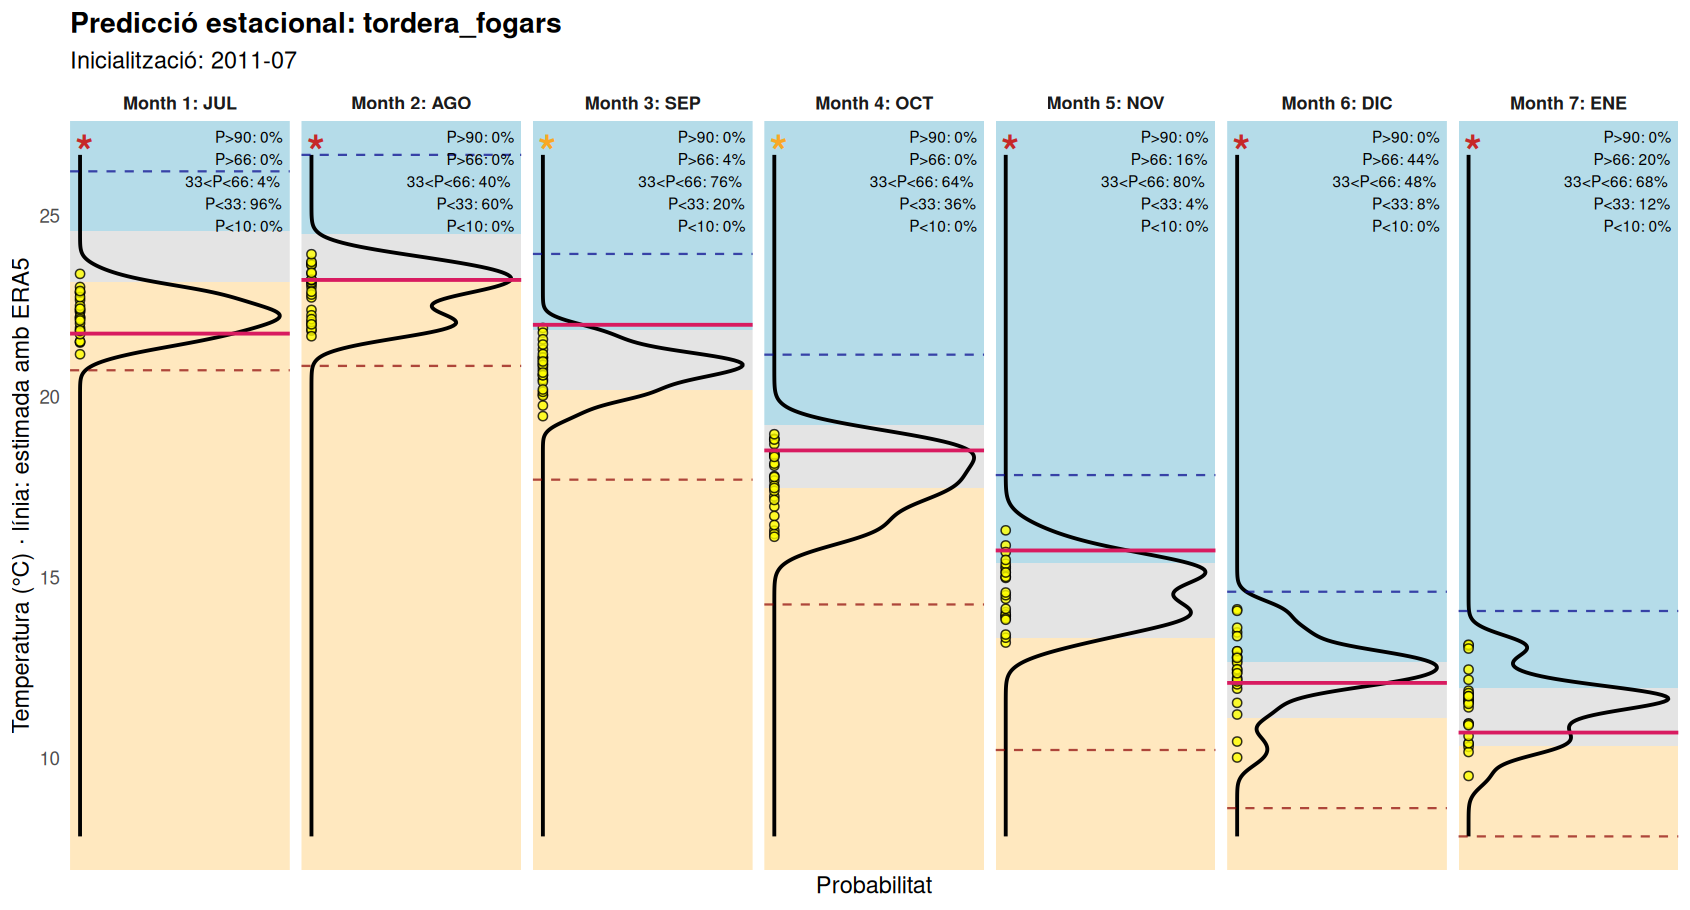 Predicció estacional: tordera_fogars
Inicialització: 2011-07
Month 1: JUL
Month 2: AGO
Month 3: SEP
Month 4: OCT
Month 5: NOV
Month 6: DIC
Month 7: ENE
*
P>90: 0%
P>66: 0%
33<P<66: 4%
P<33: 96%
P<10: 0%
*
P>90: 0%
P>66: 0%
33<P<66: 40%
P<33: 60%
P<10: 0%
*
P>90: 0%
P>66: 4%
33<P<66: 76%
P<33: 20%
P<10: 0%
*
P>90: 0%
P>66: 0%
33<P<66: 64%
P<33: 36%
P<10: 0%
*
P>90: 0%
P>66: 16%
33<P<66: 80%
P<33: 4%
P<10: 0%
*
P>90: 0%
P>66: 44%
33<P<66: 48%
P<33: 8%
P<10: 0%
*
P>90: 0%
P>66: 20%
33<P<66: 68%
P<33: 12%
P<10: 0%
25
20
15
10
Temperatura (°C) · línia: estimada amb ERA5
Probabilitat